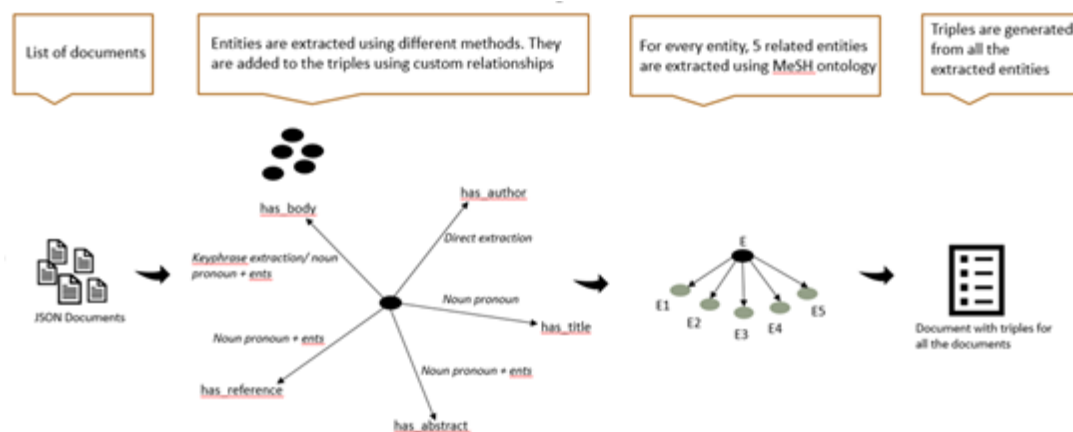 List of documents
Entities are extracted using different methods. They
are added to the triples using custom relationships
For every entity, 5 related entities
are extracted using MeSH ontology
Triples are generated
from all the
extracted entities
has_body
has_author
Direct extraction
Keyphrase extraction/ noun
pronoun + ents
Noun pronoun
has_title
Noun pronoun + ents
Noun pronoun + ents
has_reference
has_abstract
JSON Documents
E
E1
E2
E3
E4
E5
Document with triples for
all the documents